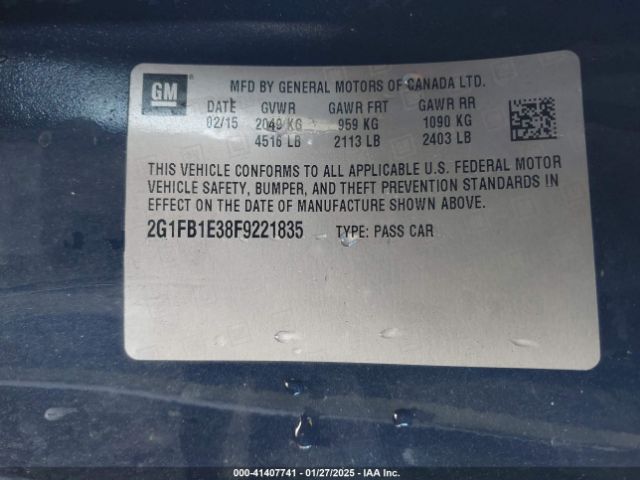 GM
MFD BY GENERAL MOTORS OF CANADA LTD.
DATE GVWR GAWR FRT GAWR RR
02/15 2049 KG 959 KG 1090 KG
4516 LB 2113 LB 2403 LB
THIS VEHICLE CONFORMS TO ALL APPLICABLE U.S. FEDERAL MOTOR
VEHICLE SAFETY, BUMPER, AND THEFT PREVENTION STANDARDS IN
EFFECT ON THE DATE OF MANUFACTURE SHOWN ABOVE.
2G1FB1E38F9221835 TYPE: PASS CAR
000-41407741 | 01/27/2025 | IAA Inc.